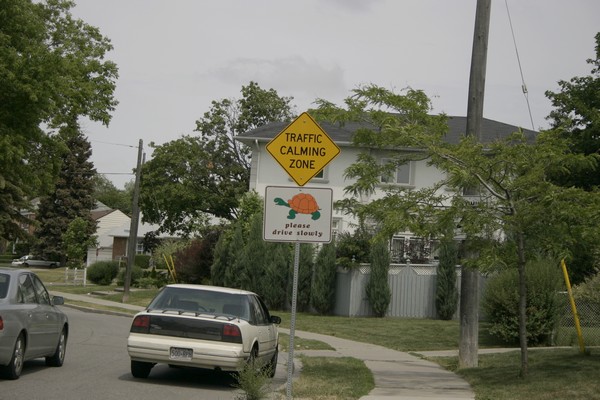 TRAFFIC
CALMING
ZONE
please
drive slowly